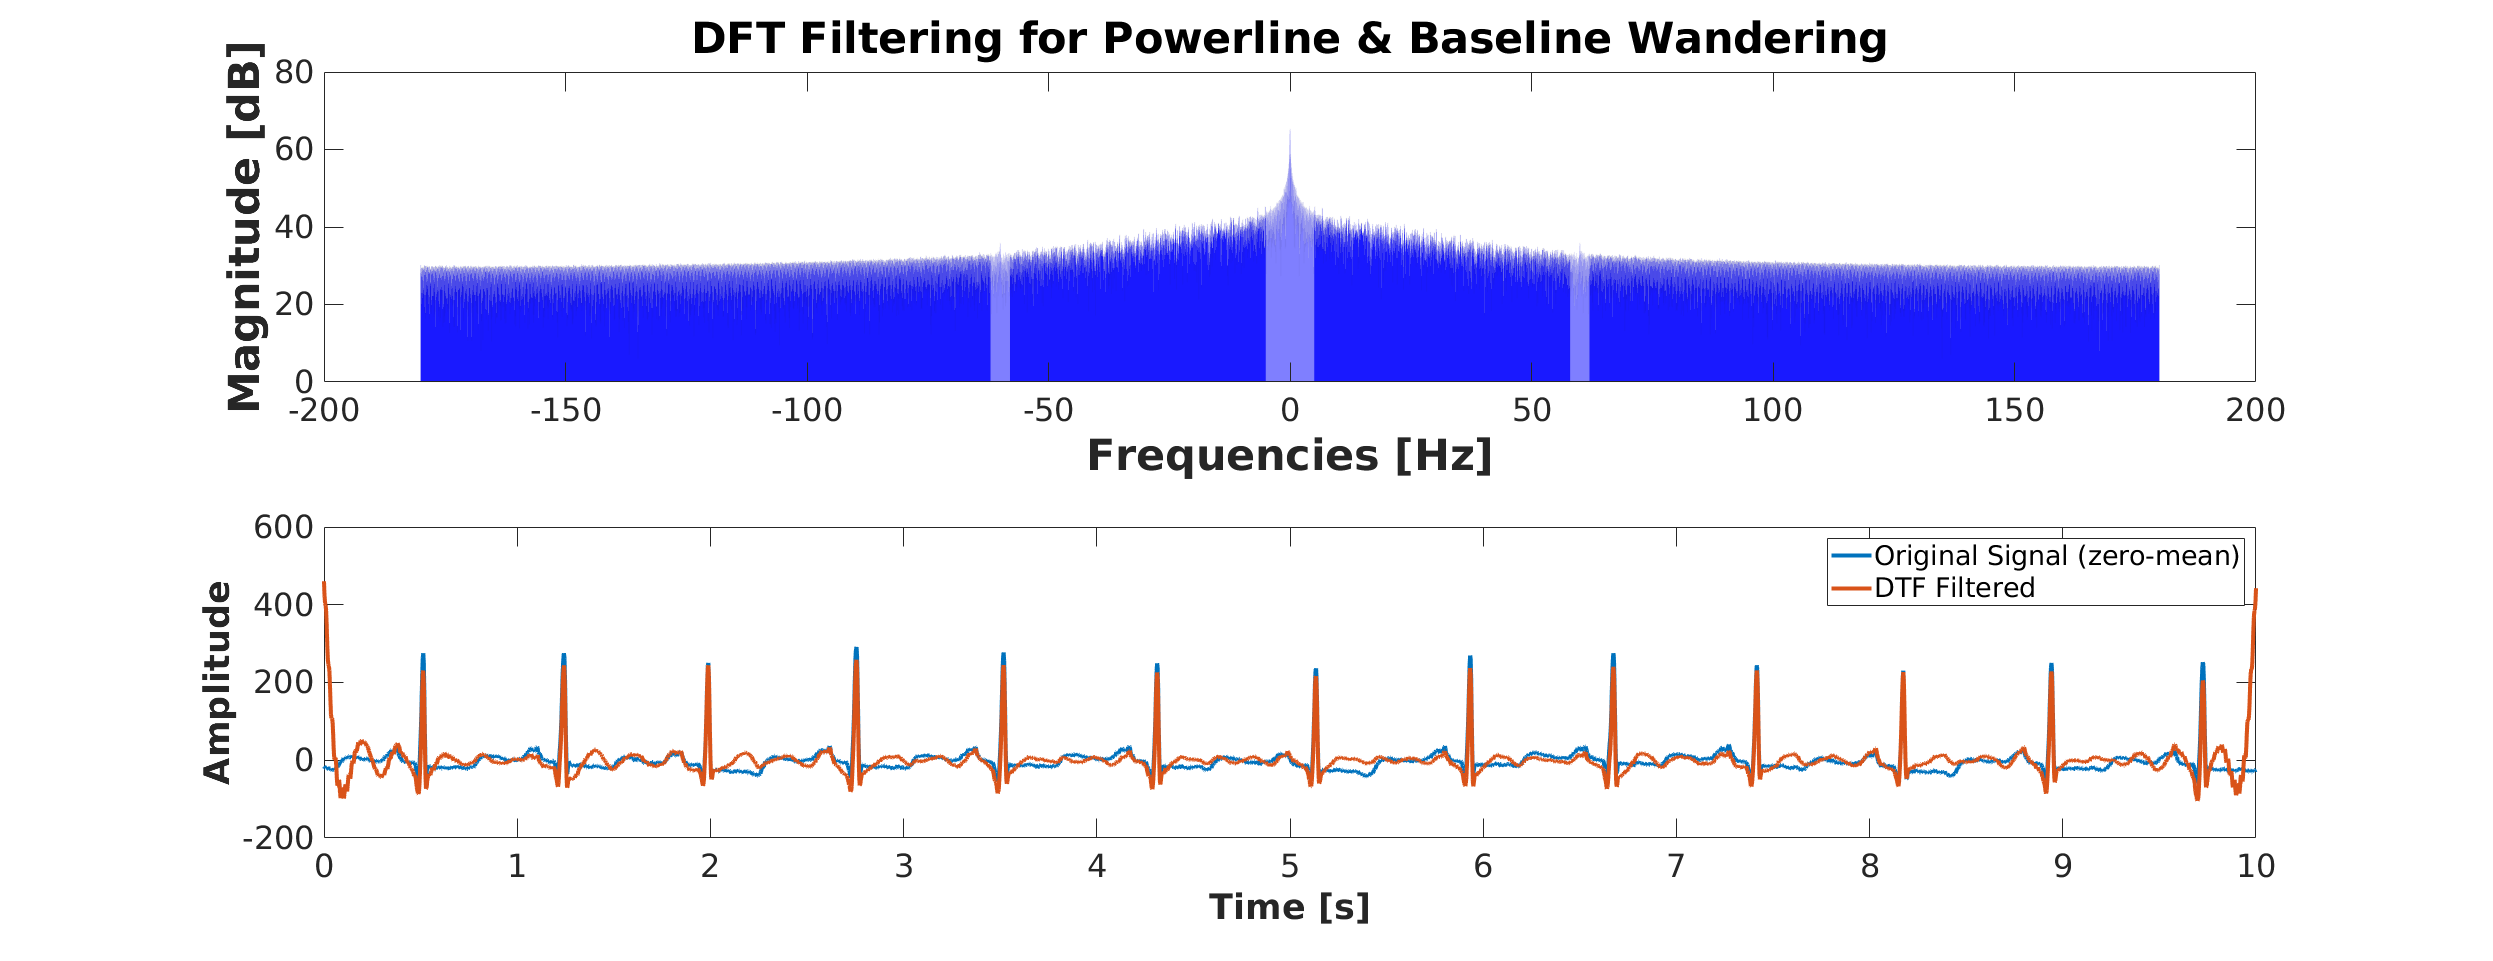 DFT Filtering for Powerline & Baseline Wandering
Magnitude [dB]
80
60
40
20
0
-200 -150 -100 -50 0 50 100 150 200
Frequencies [Hz]
Amplitude
600
400
200
0
-200
Original Signal (zero-mean)
DTF Filtered
0 1 2 3 4 5 6 7 8 9 10
Time [s]